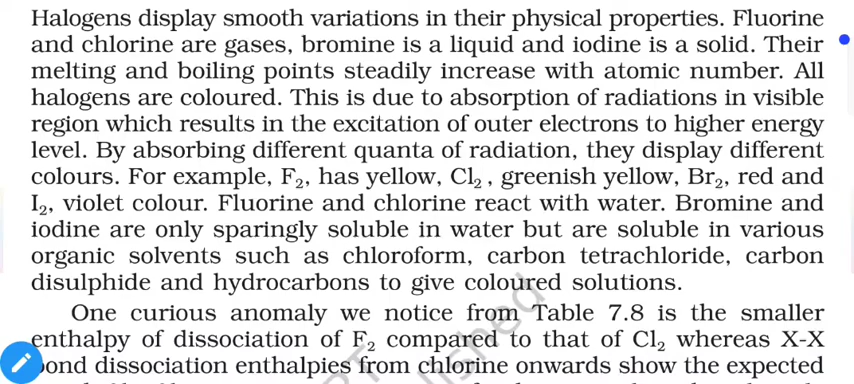 Halogens display smooth variations in their physical properties. Fluorine
and chlorine are gases, bromine is a liquid and iodine is a solid. Their
melting and boiling points steadily increase with atomic number. All
halogens are coloured. This is due to absorption of radiations in visible
region which results in the excitation of outer electrons to higher energy
level. By absorbing different quanta of radiation, they display different
colours. For example, F₂, has yellow, Cl₂ , greenish yellow, Br₂, red and
I₂, violet colour. Fluorine and chlorine react with water. Bromine and
iodine are only sparingly soluble in water but are soluble in various
organic solvents such as chloroform, carbon tetrachloride, carbon
disulphide and hydrocarbons to give coloured solutions.
One curious anomaly we notice from Table 7.8 is the smaller
enthalpy of dissociation of F₂ compared to that of Cl₂ whereas X-X
bond dissociation enthalpies from chlorine onwards show the expected